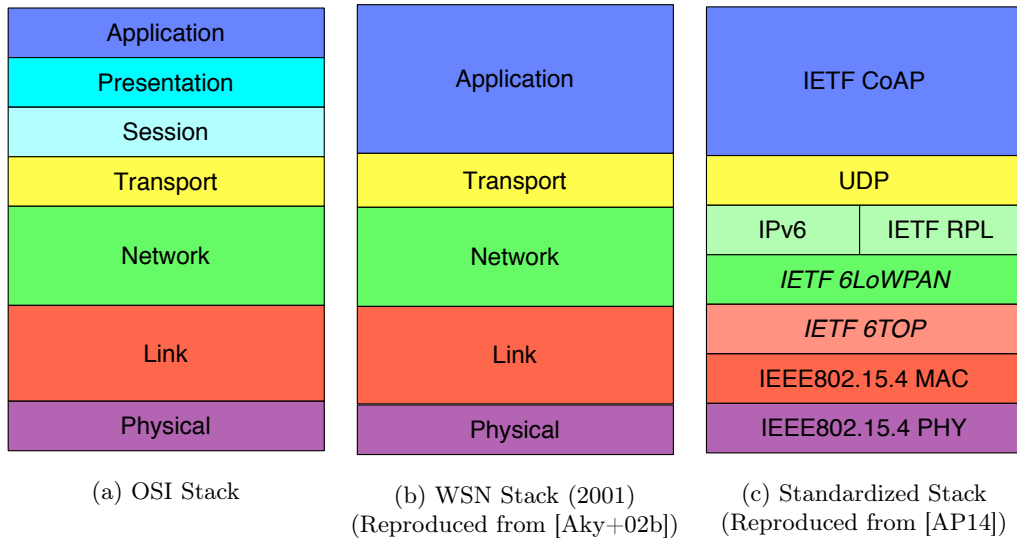 Application
Presentation
Session
Transport
Network
Link
Physical
(a) OSI Stack
Application
Transport
Network
Link
Physical
(b) WSN Stack (2001)
(Reproduced from [Aky+02b])
IETF CoAP
UDP
IPv6 IETF RPL
IETF 6LoWPAN
IETF 6TOP
IEEE802.15.4 MAC
IEEE802.15.4 PHY
(c) Standardized Stack
(Reproduced from [AP14])